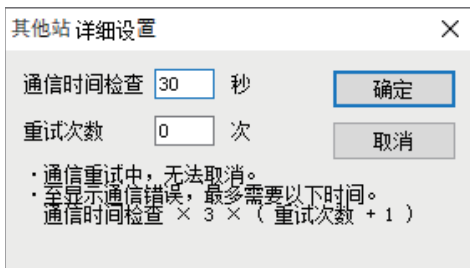 其他站 详细设置
通信时间检查 30 秒
确定
重试次数 0 次
取消
·通信重试中，无法取消。
·至显示通信错误，最多需要以下时间。
通信时间检查 × 3 ×（ 重试次数 + 1 ）